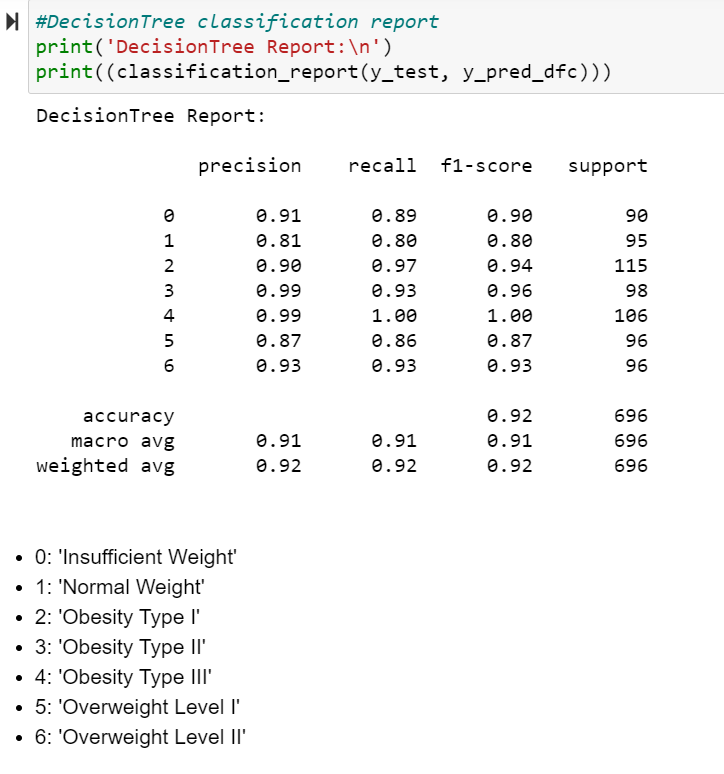 #DecisionTree classification report
print('DecisionTree Report:\n')
print((classification_report(y_test, y_pred_dfc)))
DecisionTree Report:
precision recall f1-score support
0 0.91 0.89 0.90 90
1 0.81 0.80 0.80 95
2 0.90 0.97 0.94 115
3 0.99 0.93 0.96 98
4 0.99 1.00 1.00 106
5 0.87 0.86 0.87 96
6 0.93 0.93 0.93 96
accuracy 0.92 696
macro avg 0.91 0.91 0.91 696
weighted avg 0.92 0.92 0.92 696
• 0: 'Insufficient Weight'
• 1: 'Normal Weight'
• 2: 'Obesity Type I'
• 3: 'Obesity Type II'
• 4: 'Obesity Type III'
• 5: 'Overweight Level I'
• 6: 'Overweight Level II'